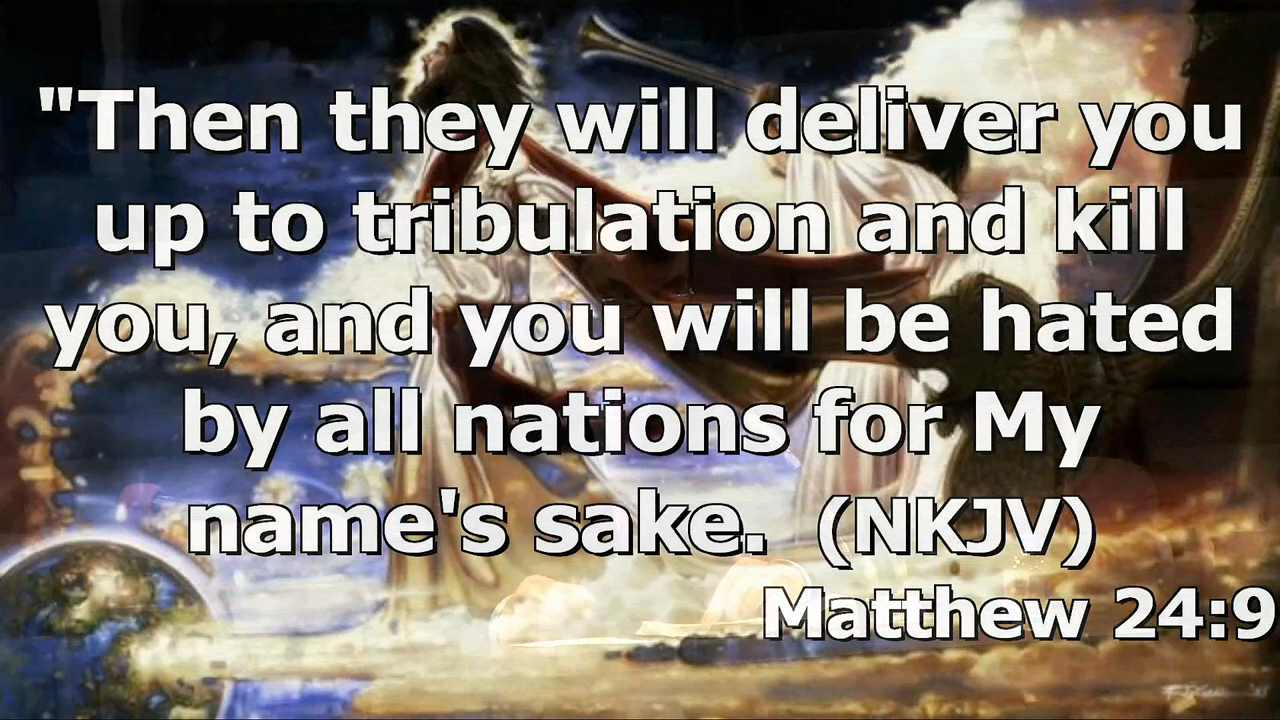 "Then they will deliver you
up to tribulation and kill
you, and you will be hated
by all nations for My
name's sake. (NKJV)
Matthew 24:9